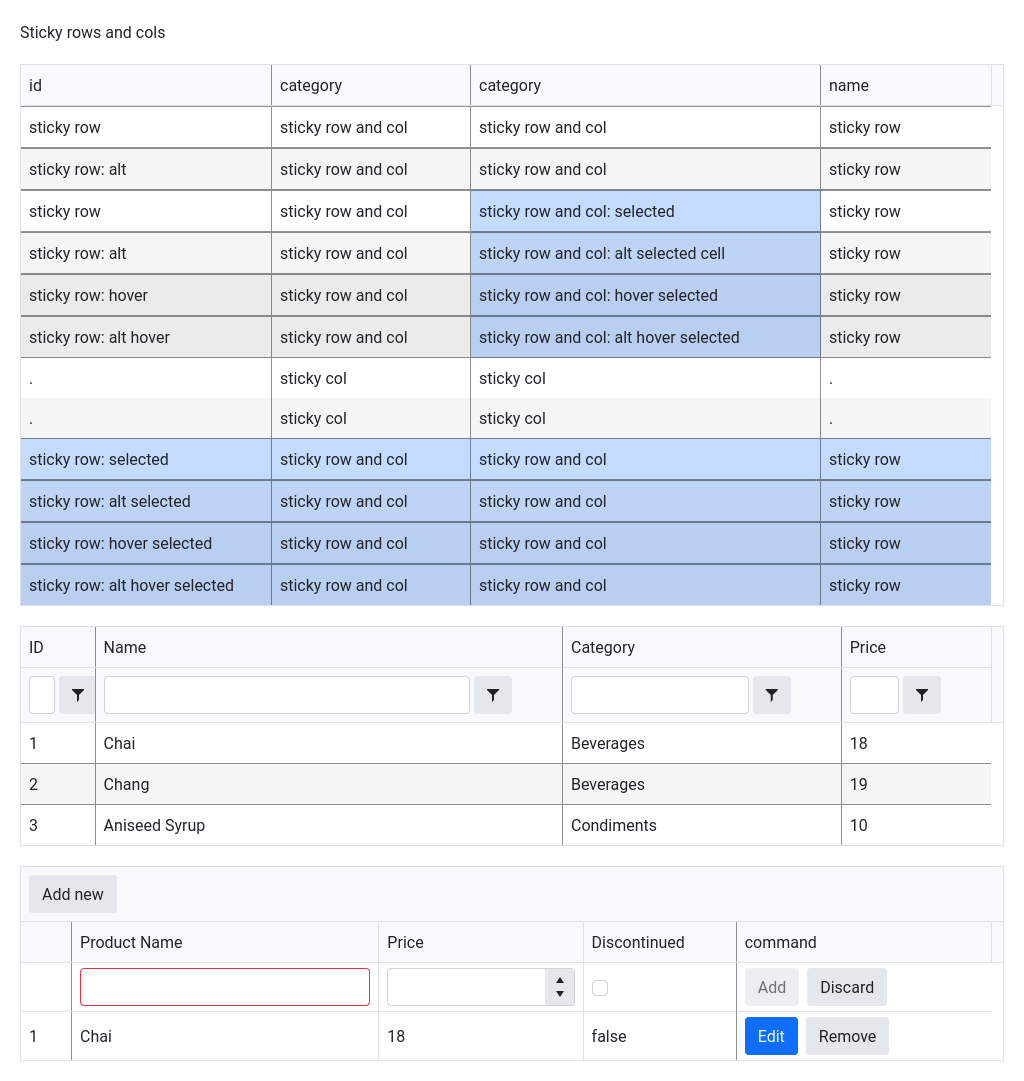 Sticky rows and cols
id category category name
sticky row sticky row and col sticky row and col sticky row
sticky row: alt sticky row and col sticky row and col sticky row
sticky row sticky row and col sticky row and col: selected sticky row
sticky row: alt sticky row and col sticky row and col: alt selected cell sticky row
sticky row: hover sticky row and col sticky row and col: hover selected sticky row
sticky row: alt hover sticky row and col sticky row and col: alt hover selected sticky row
. sticky col sticky col .
. sticky col sticky col .
sticky row: selected sticky row and col sticky row and col sticky row
sticky row: alt selected sticky row and col sticky row and col sticky row
sticky row: hover selected sticky row and col sticky row and col sticky row
sticky row: alt hover selected sticky row and col sticky row and col sticky row
ID Name Category Price
1 Chai Beverages 18
2 Chang Beverages 19
3 Aniseed Syrup Condiments 10
Add new
Product Name Price Discontinued command
Add Discard
1 Chai 18 false Edit Remove